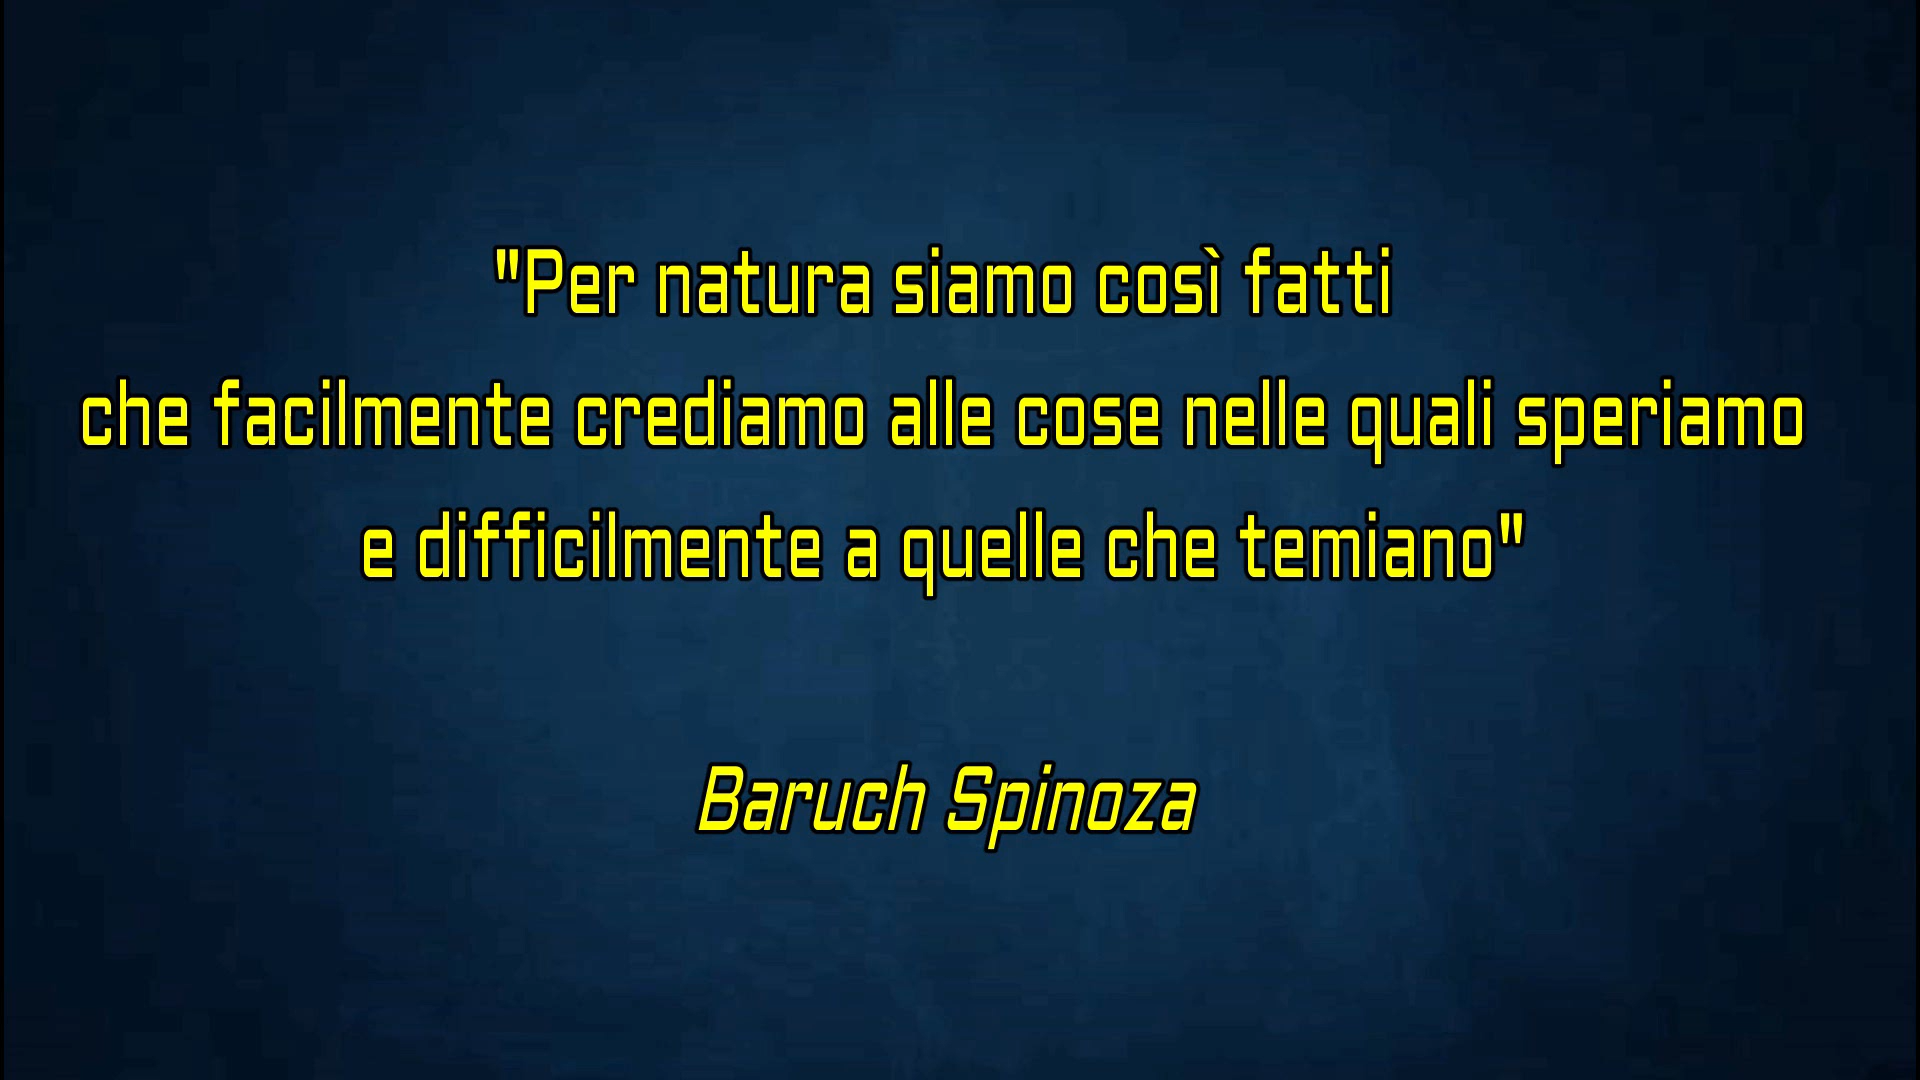 "Per natura siamo così fatti
che facilmente crediamo alle cose nelle quali speriamo
e difficilmente a quelle che temiano"
Baruch Spinoza